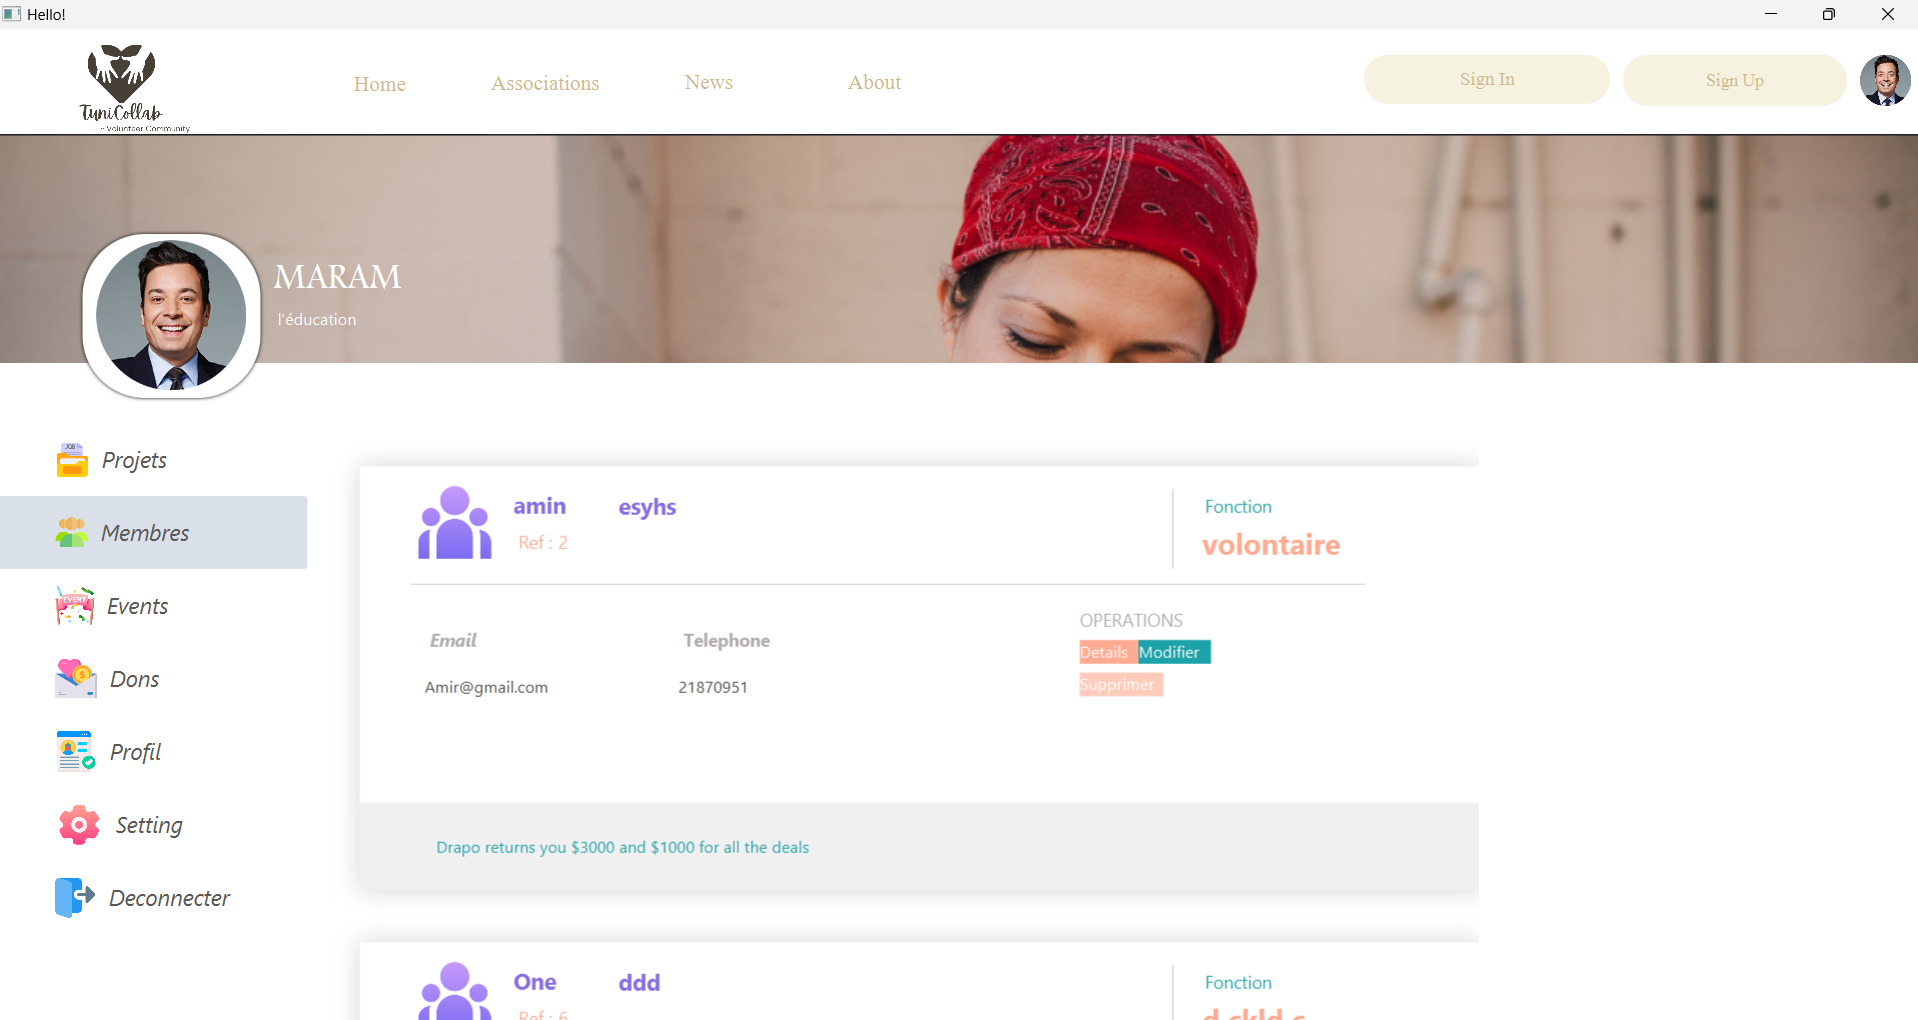 Hello!
TuniCollab
~ Volunteer Community
Home Associations News About Sign In Sign Up
MARAM
l'éducation
Projets
Membres
Events
Dons
Profil
Setting
Deconnecter
amin esyhs
Ref : 2
Fonction
volontaire
Email Telephone
Amir@gmail.com 21870951
OPERATIONS
Details Modifier
Supprimer
Drapo returns you $3000 and $1000 for all the deals
One ddd
Ref : 6
Fonction